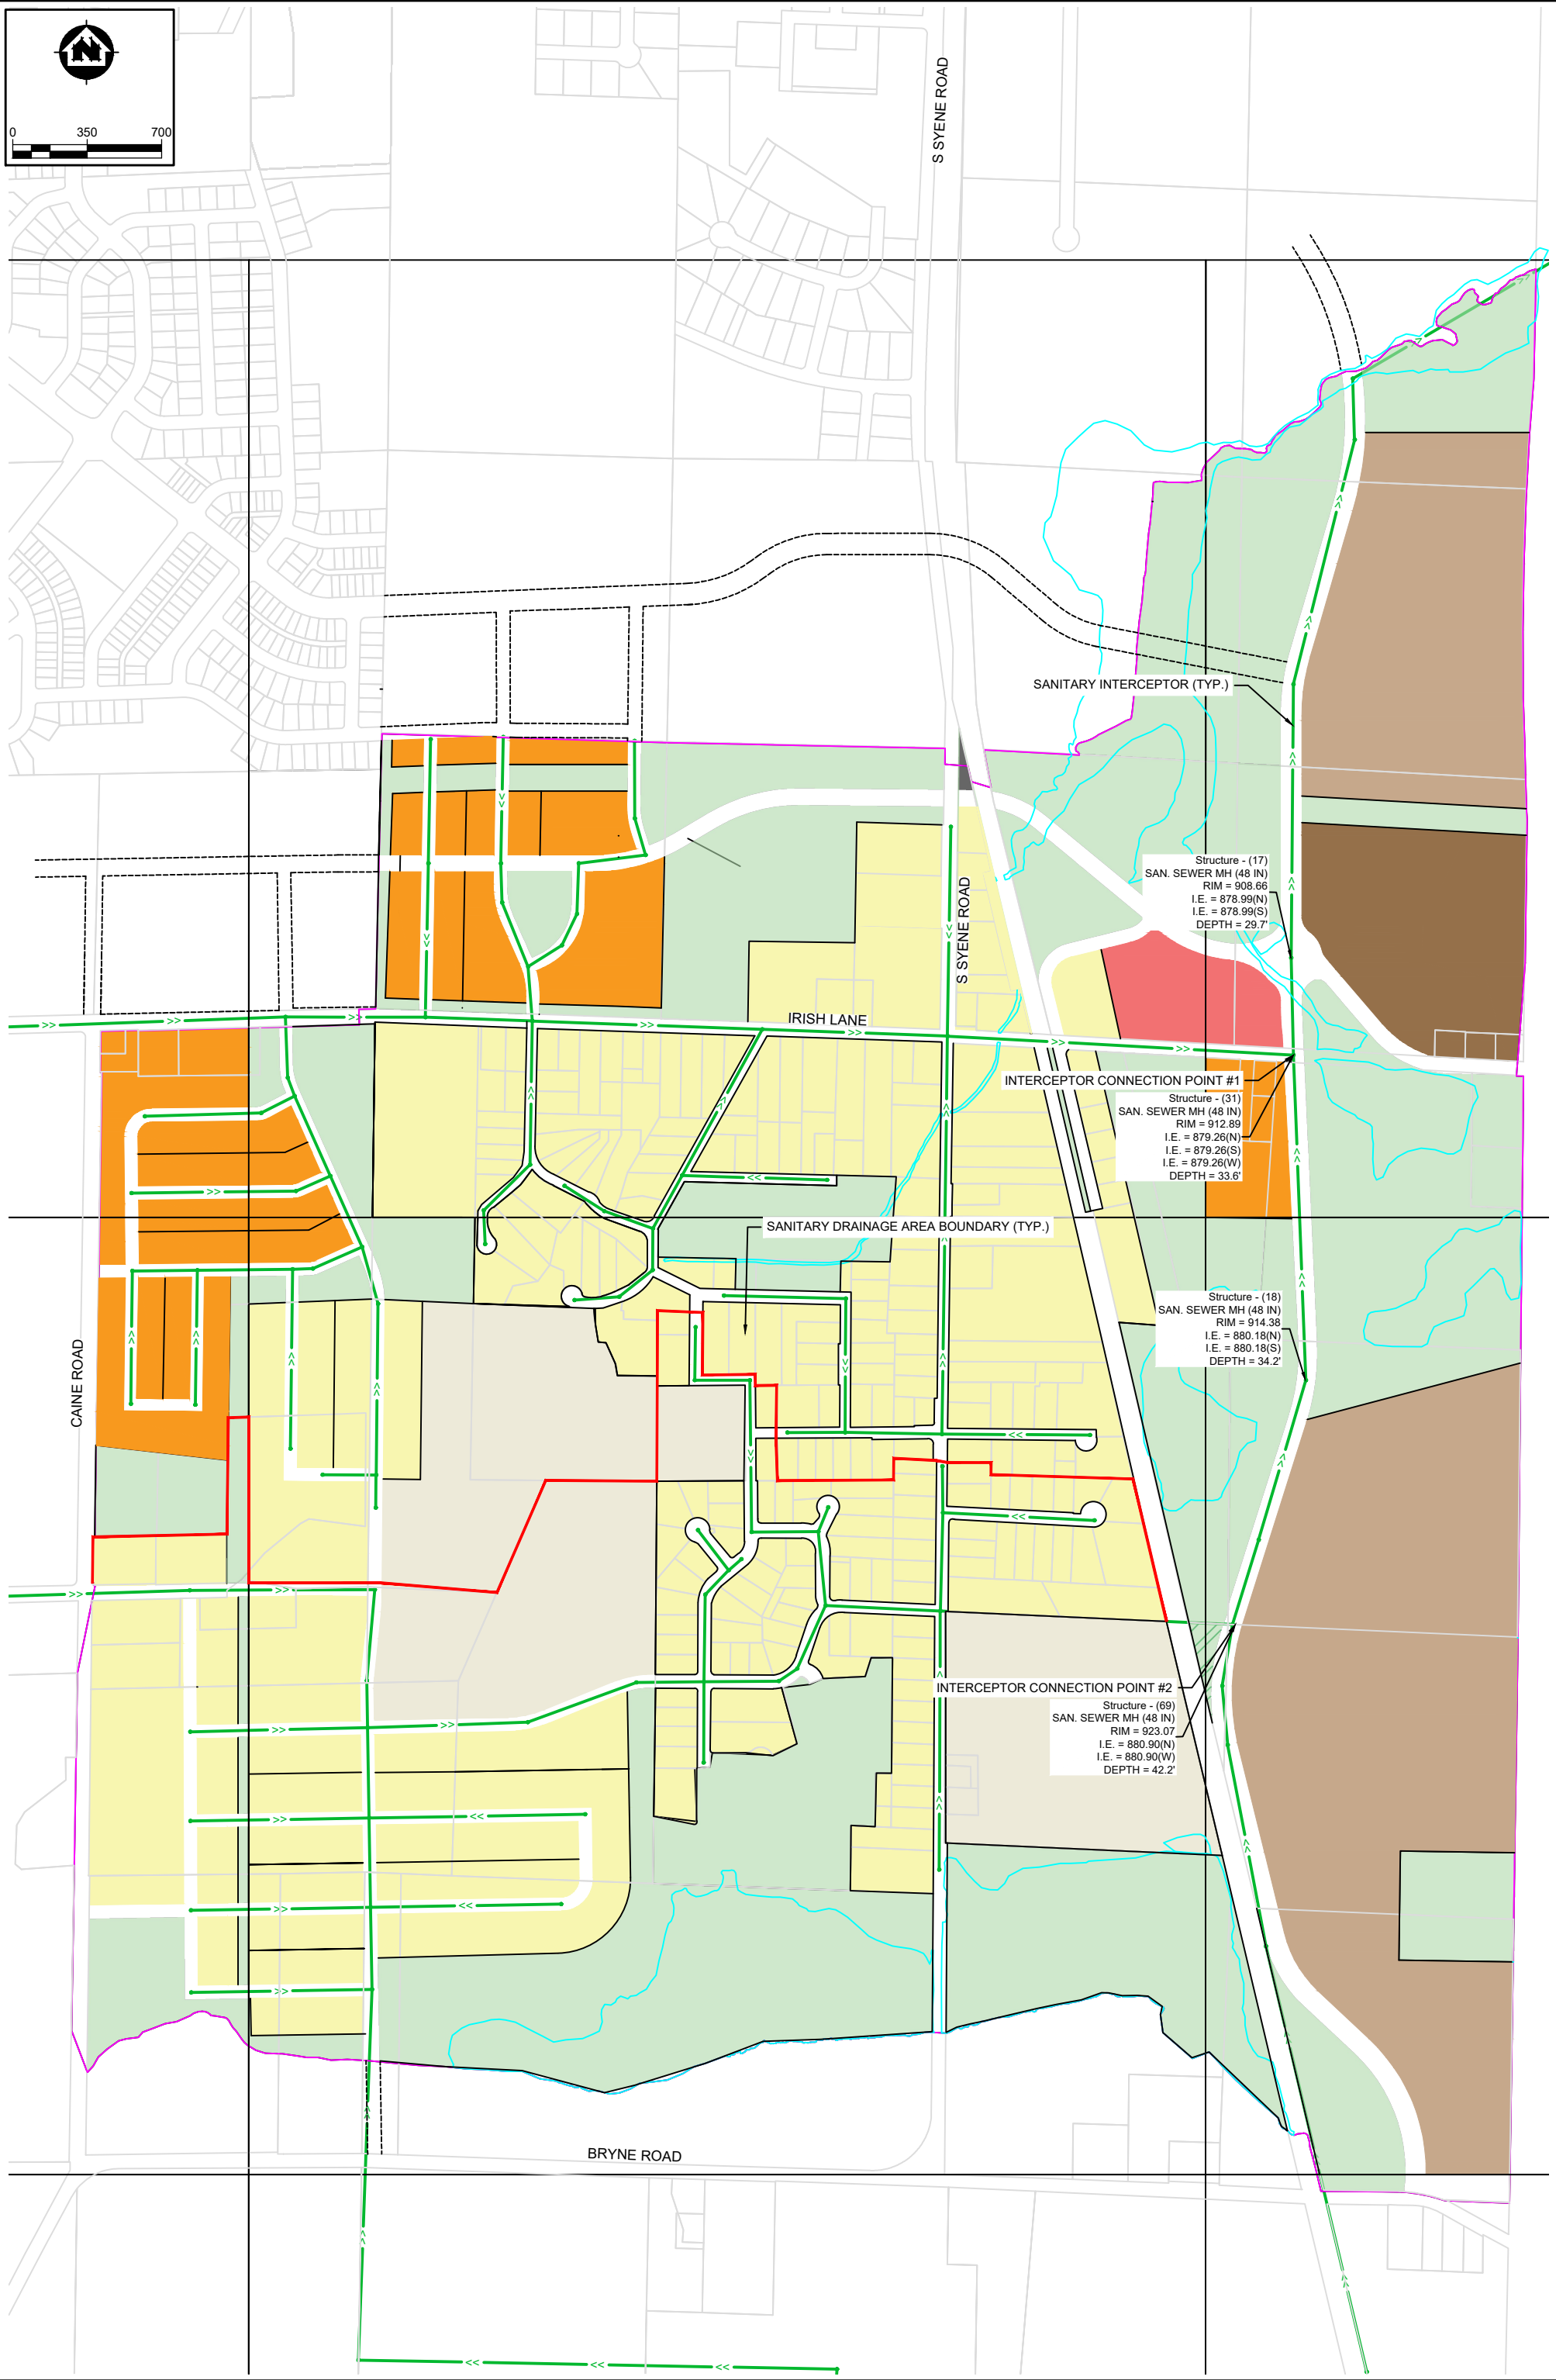 N
0 350 700
S SYENE ROAD
SANITARY INTERCEPTOR (TYP.)
Structure - (17)
SAN. SEWER MH (48 IN)
RIM = 908.66
I.E. = 878.99(N)
I.E. = 878.99(S)
DEPTH = 29.7'
S SYENE ROAD
IRISH LANE
INTERCEPTOR CONNECTION POINT #1
Structure - (31)
SAN. SEWER MH (48 IN)
RIM = 912.89
I.E. = 879.26(N)
I.E. = 879.26(S)
I.E. = 879.26(W)
DEPTH = 33.6'
SANITARY DRAINAGE AREA BOUNDARY (TYP.)
Structure - (18)
SAN. SEWER MH (48 IN)
RIM = 914.38
I.E. = 880.18(N)
I.E. = 880.18(S)
DEPTH = 34.2'
CAINE ROAD
INTERCEPTOR CONNECTION POINT #2
Structure - (69)
SAN. SEWER MH (48 IN)
RIM = 923.07
I.E. = 880.90(N)
I.E. = 880.90(W)
DEPTH = 42.2'
BRYNE ROAD